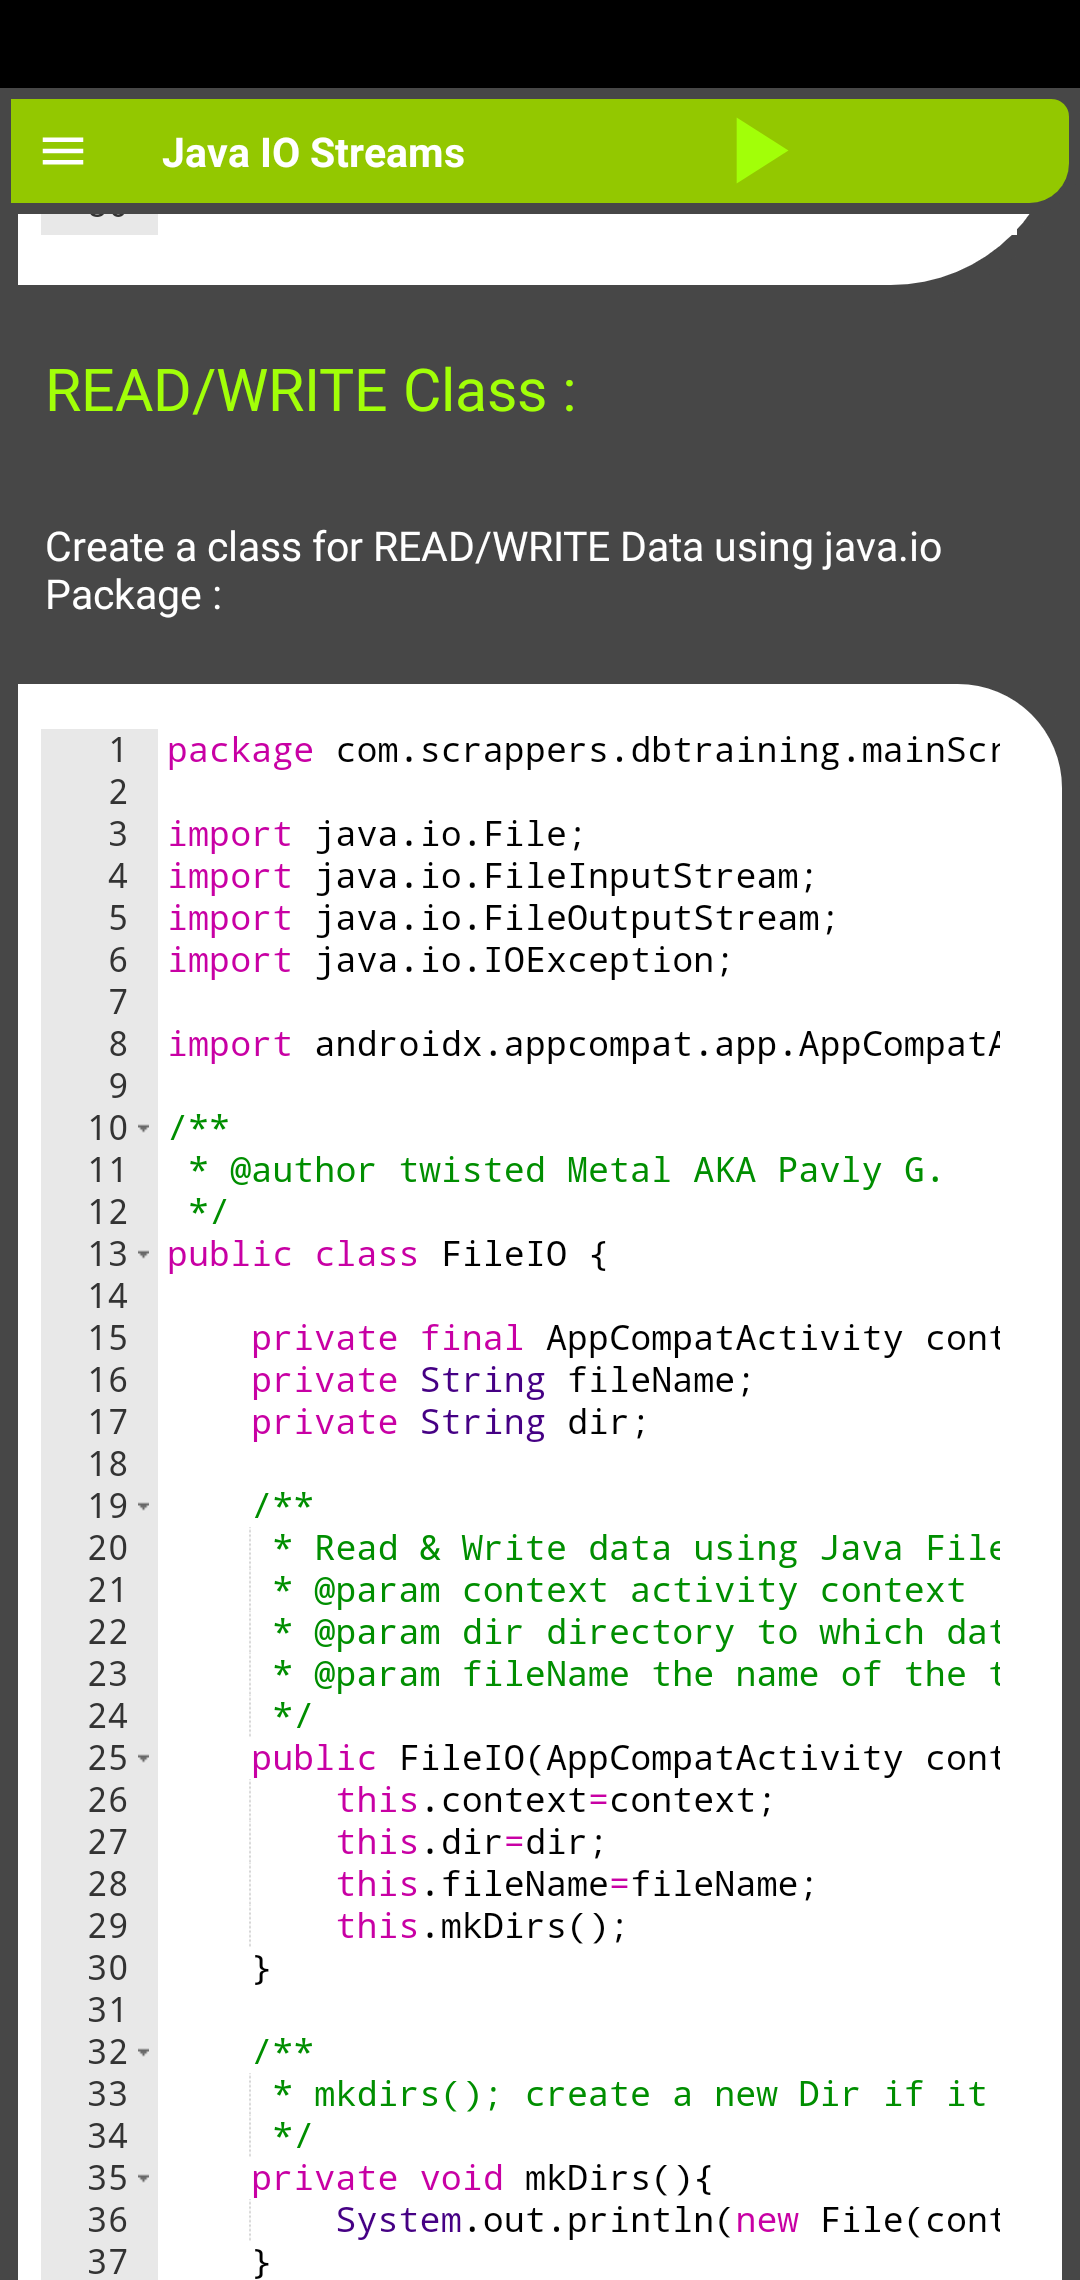 Java IO Streams
READ/WRITE Class :
Create a class for READ/WRITE Data using java.io
Package :
1 package com.scrappers.dbtraining.mainScr
2
3 import java.io.File;
4 import java.io.FileInputStream;
5 import java.io.FileOutputStream;
6 import java.io.IOException;
7
8 import androidx.appcompat.app.AppCompatA
9
10 /**
11  * @author twisted Metal AKA Pavly G.
12  */
13 public class FileIO {
14
15     private final AppCompatActivity cont
16     private String fileName;
17     private String dir;
18
19     /**
20      * Read & Write data using Java File
21      * @param context activity context
22      * @param dir directory to which dat
23      * @param fileName the name of the t
24      */
25     public FileIO(AppCompatActivity cont
26         this.context=context;
27         this.dir=dir;
28         this.fileName=fileName;
29         this.mkDirs();
30     }
31
32     /**
33      * mkdirs(); create a new Dir if it
34      */
35     private void mkDirs(){
36         System.out.println(new File(cont
37     }